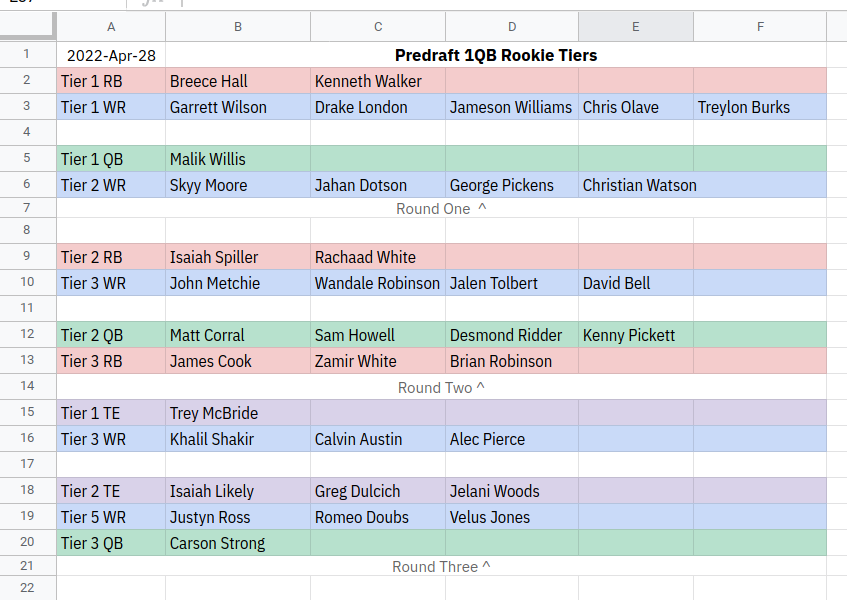 A B C D E F
1 2022-Apr-28 Predraft 1QB Rookie Tiers
2 Tier 1 RB Breece Hall Kenneth Walker
3 Tier 1 WR Garrett Wilson Drake London Jameson Williams Chris Olave Treylon Burks
4
5 Tier 1 QB Malik Willis
6 Tier 2 WR Skyy Moore Jahan Dotson George Pickens Christian Watson
7 Round One ^
8
9 Tier 2 RB Isaiah Spiller Rachaad White
10 Tier 3 WR John Metchie Wandale Robinson Jalen Tolbert David Bell
11
12 Tier 2 QB Matt Corral Sam Howell Desmond Ridder Kenny Pickett
13 Tier 3 RB James Cook Zamir White Brian Robinson
14 Round Two ^
15 Tier 1 TE Trey McBride
16 Tier 3 WR Khalil Shakir Calvin Austin Alec Pierce
17
18 Tier 2 TE Isaiah Likely Greg Dulcich Jelani Woods
19 Tier 5 WR Justyn Ross Romeo Doubs Velus Jones
20 Tier 3 QB Carson Strong
21 Round Three ^
22